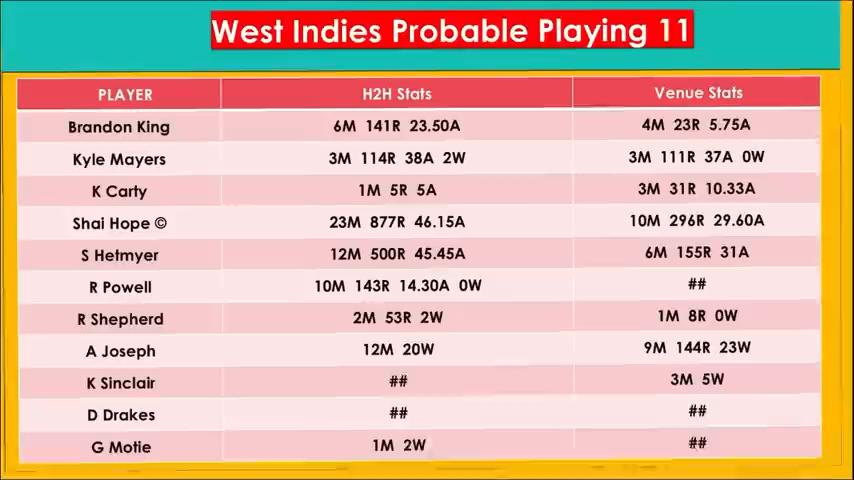 West Indies Probable Playing 11
PLAYER H2H Stats Venue Stats
Brandon King 6M 141R 23.50A 4M 23R 5.75A
Kyle Mayers 3M 114R 38A 2W 3M 111R 37A 0W
K Carty 1M 5R 5A 3M 31R 10.33A
Shai Hope © 23M 877R 46.15A 10M 296R 29.60A
S Hetmyer 12M 500R 45.45A 6M 155R 31A
R Powell 10M 143R 14.30A 0W ##
R Shepherd 2M 53R 2W 1M 8R 0W
A Joseph 12M 20W 9M 144R 23W
K Sinclair ## 3M 5W
D Drakes ## ##
G Motie 1M 2W ##